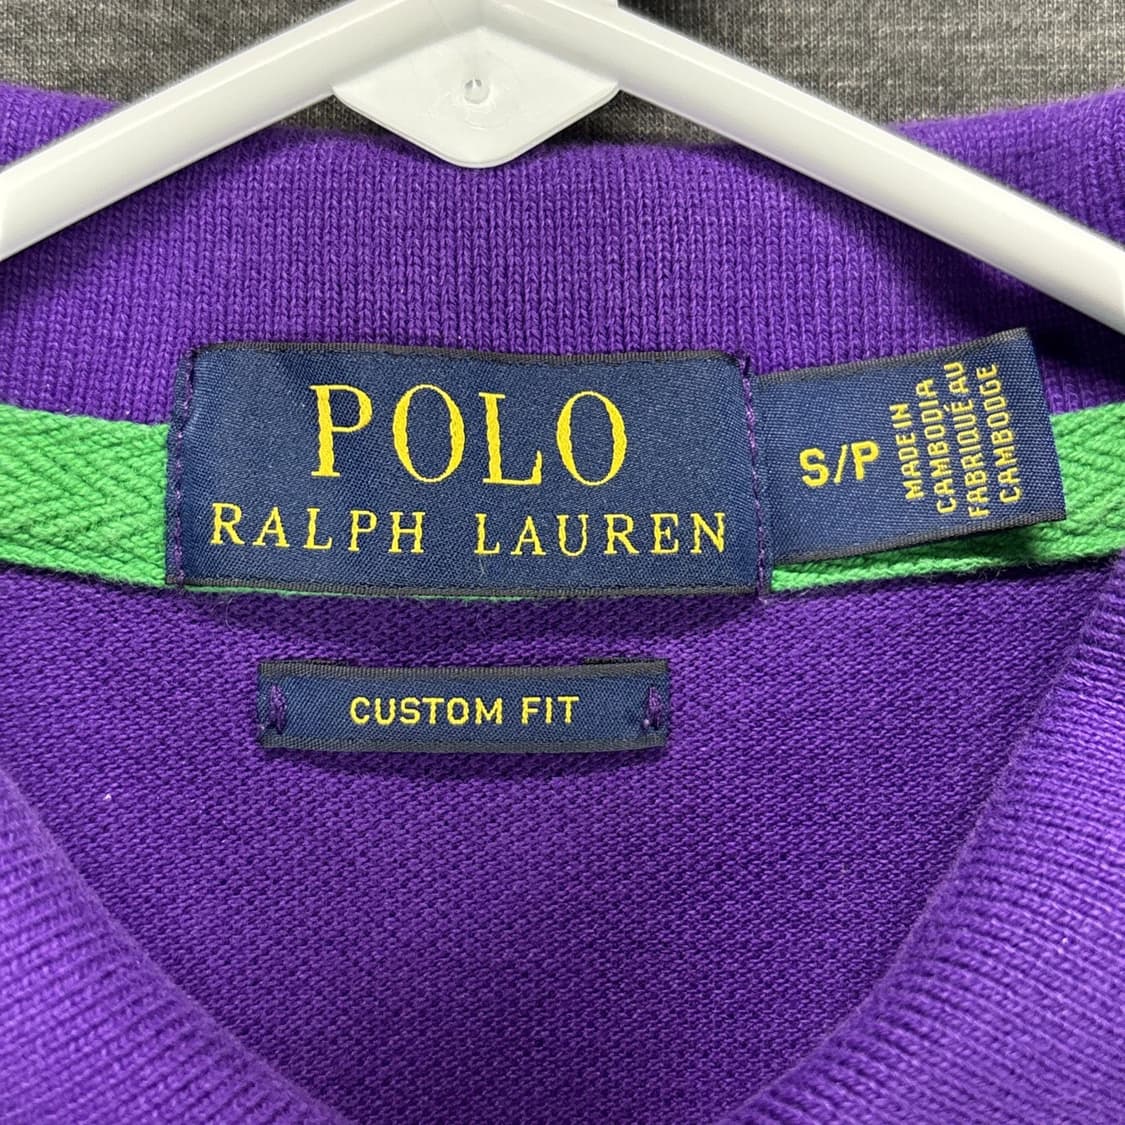 POLO
RALPH LAUREN
S/P
MADE IN
CAMBODIA
FABRIQUÉ AU
CAMBODGE
CUSTOM FIT